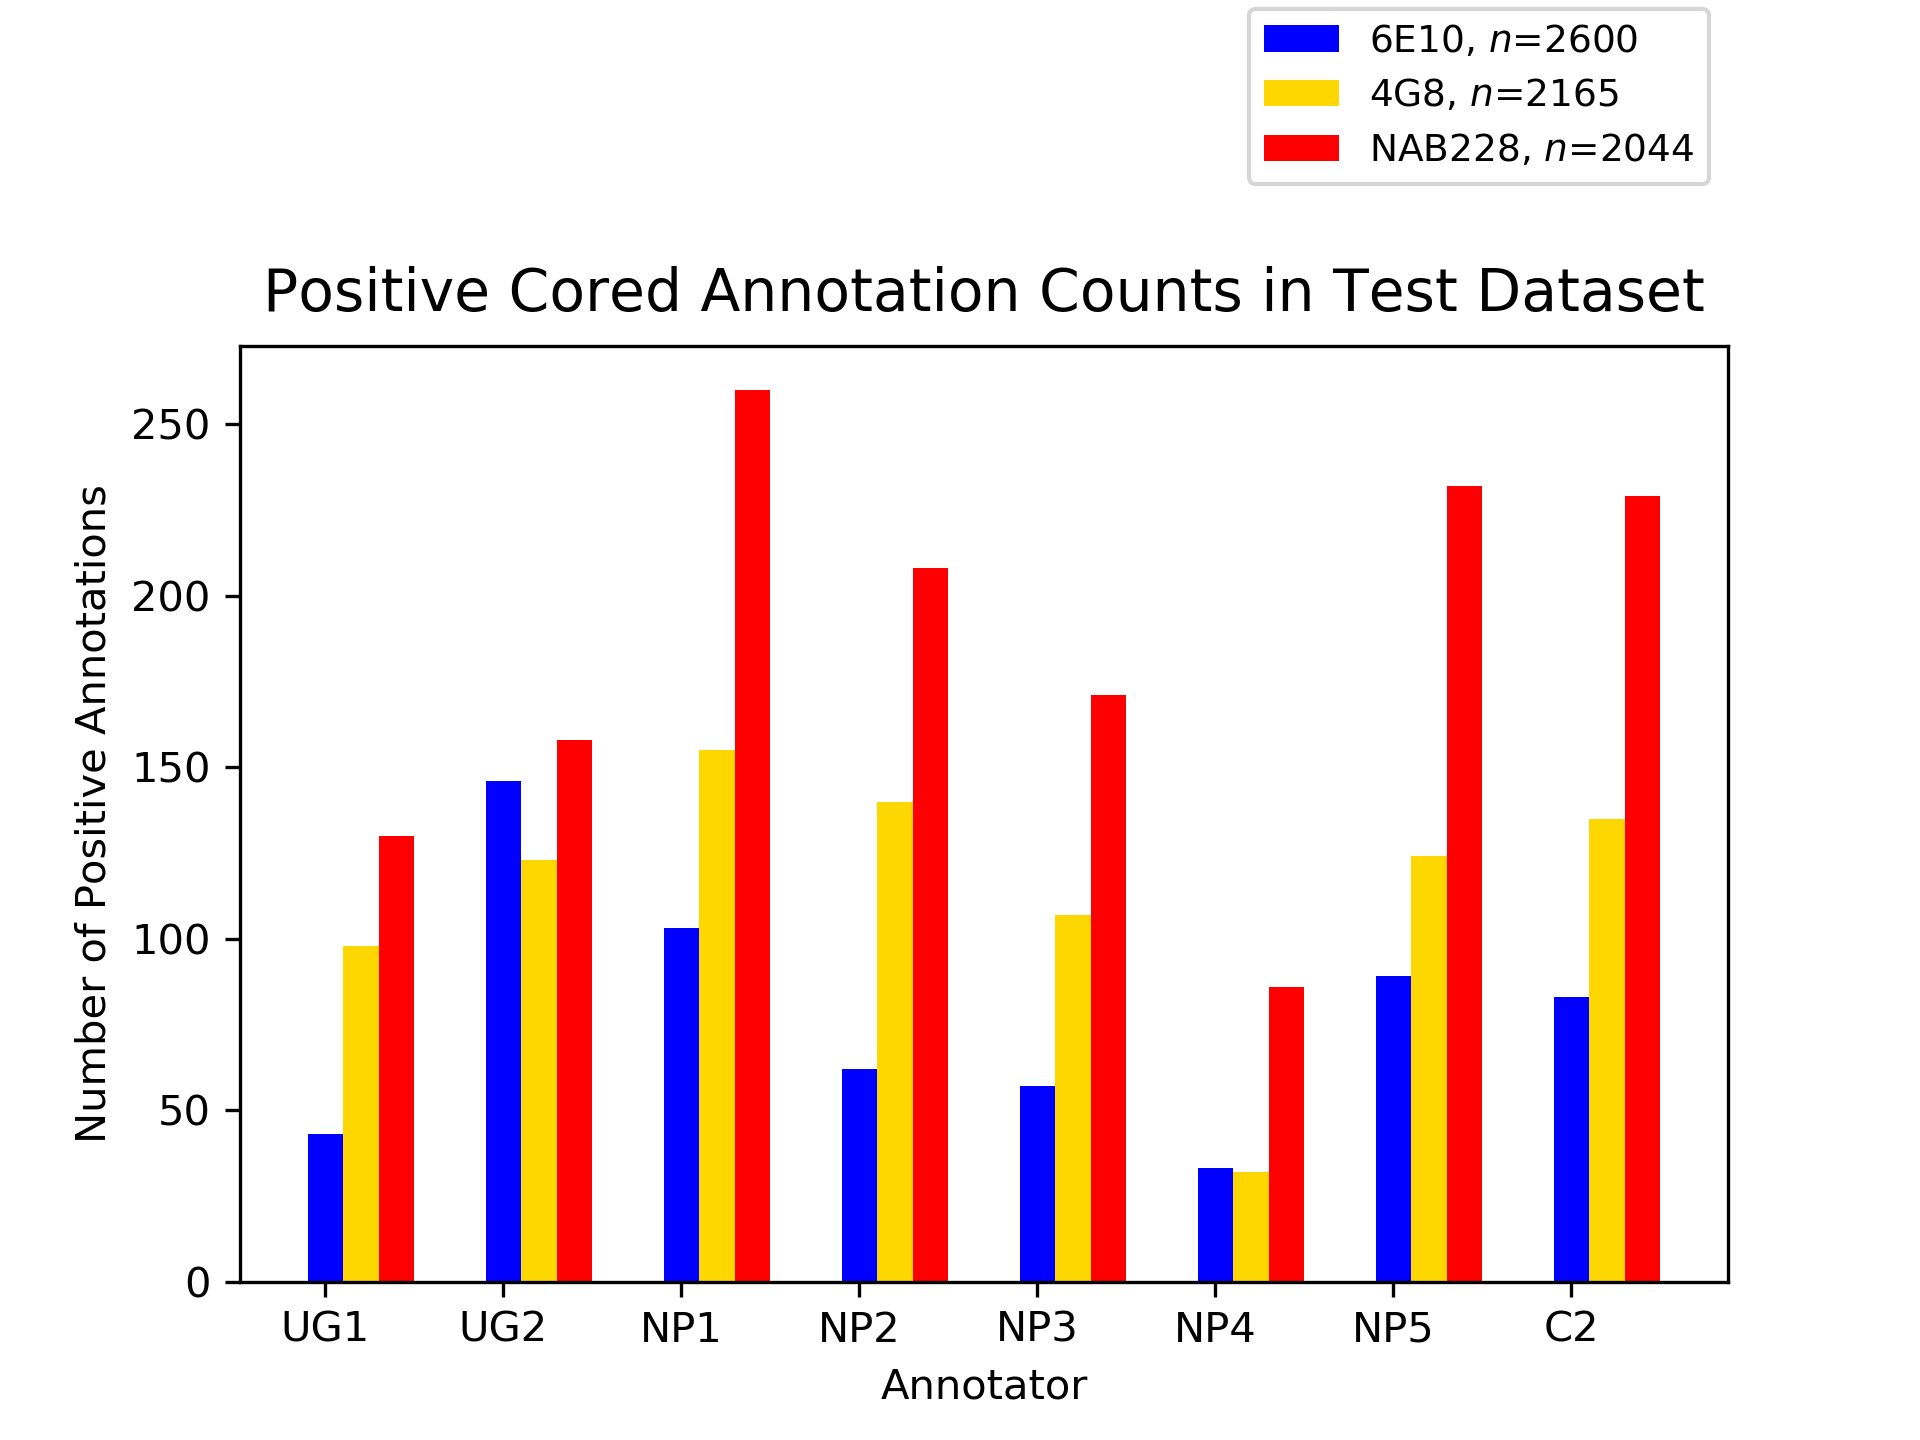 6E10, n=2600
4G8, n=2165
NAB228, n=2044
Positive Cored Annotation Counts in Test Dataset
Number of Positive Annotations
250
200
150
100
50
0
UG1 UG2 NP1 NP2 NP3 NP4 NP5 C2
Annotator